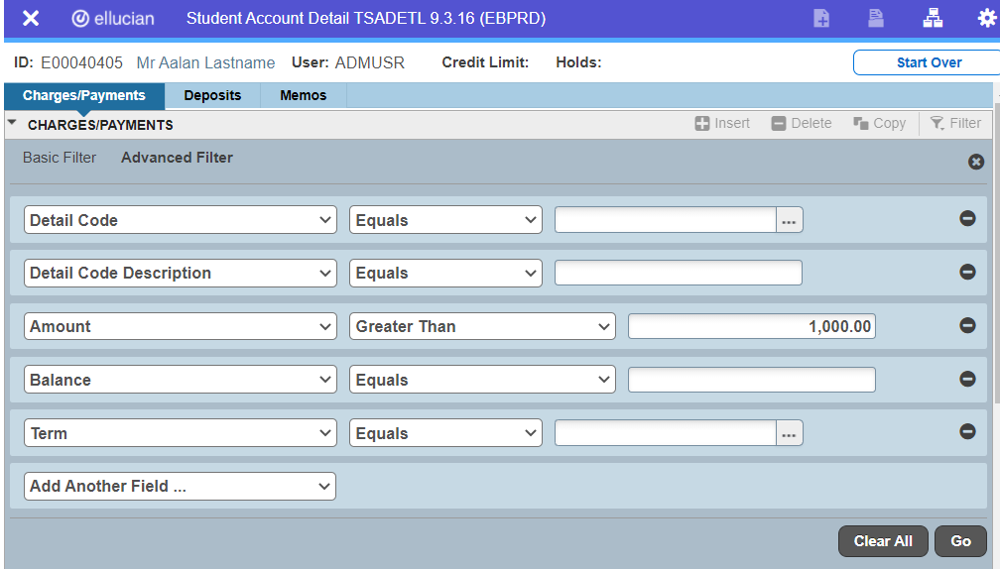 ellucian Student Account Detail TSADETL 9.3.16 (EBPRD)
ID: E00040405 Mr Aalan Lastname User: ADMUSR Credit Limit: Holds: Start Over
Charges/Payments Deposits Memos
CHARGES/PAYMENTS Insert Delete Copy Filter
Basic Filter Advanced Filter
Detail Code Equals ...
Detail Code Description Equals
Amount Greater Than 1,000.00
Balance Equals
Term Equals ...
Add Another Field ...
Clear All Go